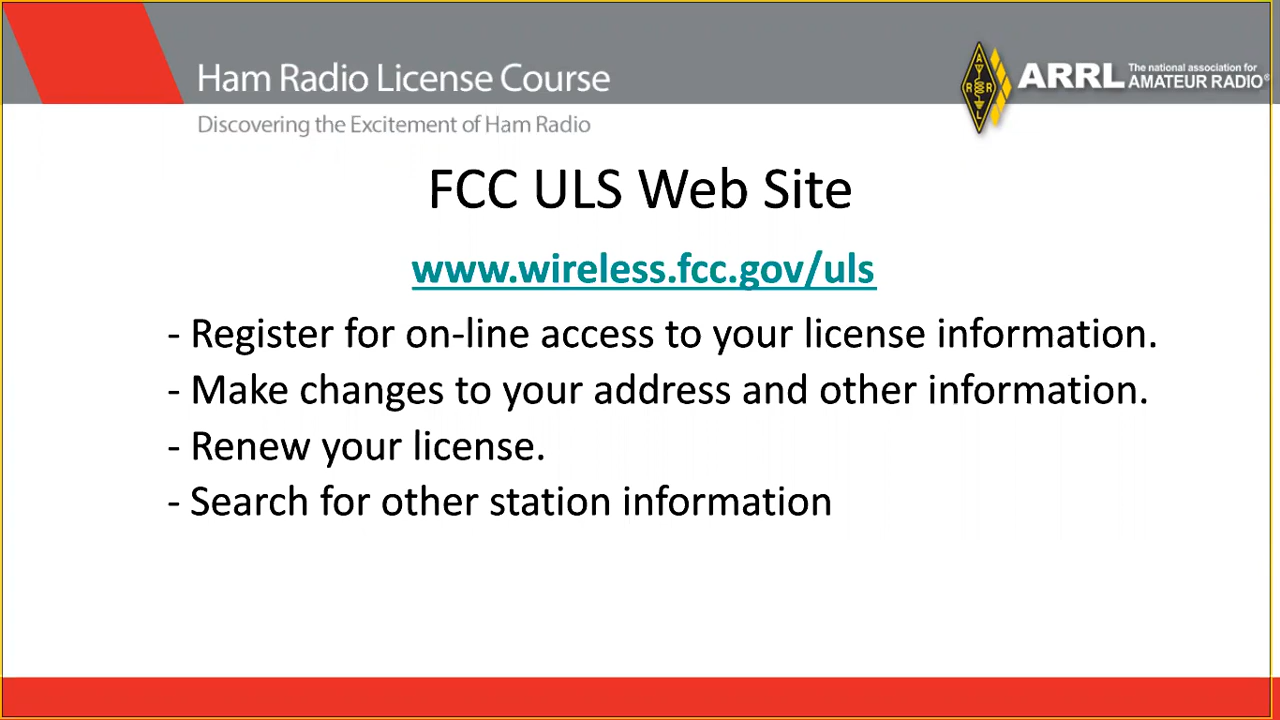 Ham Radio License Course
Discovering the Excitement of Ham Radio
A
R R
L
ARRL
The national association for
AMATEUR RADIO®
FCC ULS Web Site
www.wireless.fcc.gov/uls
- Register for on-line access to your license information.
- Make changes to your address and other information.
- Renew your license.
- Search for other station information